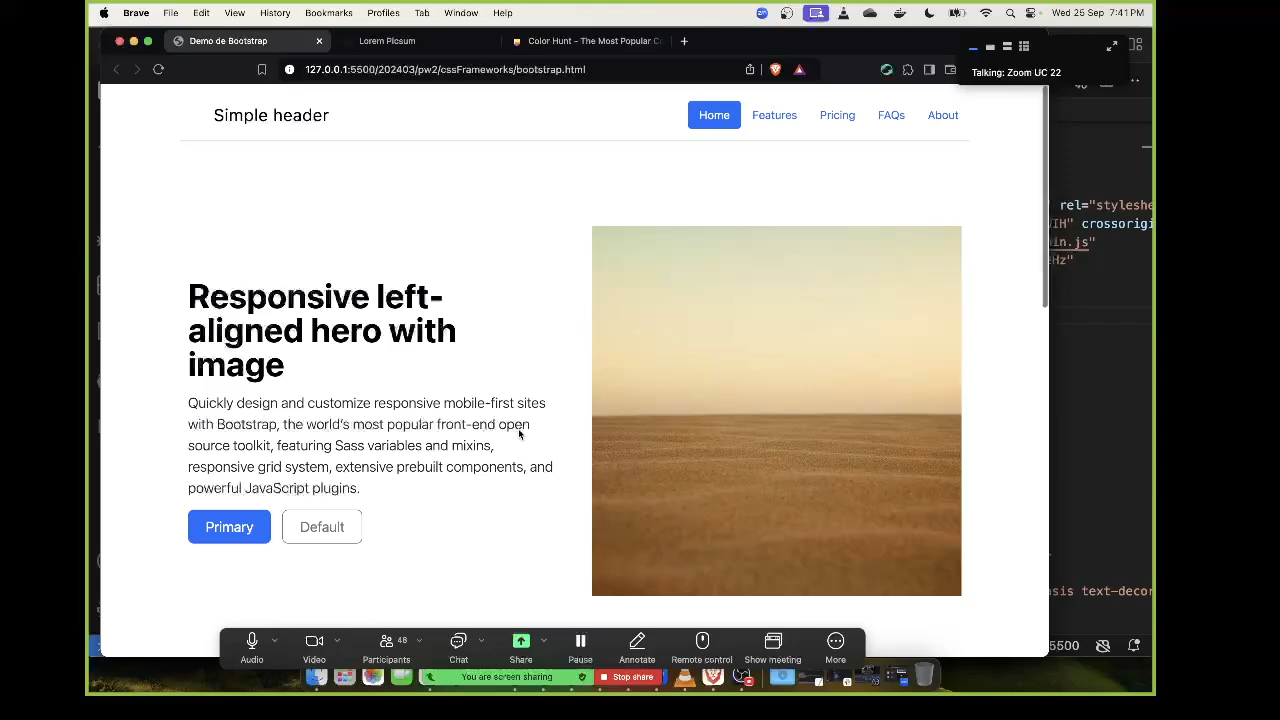 Brave File Edit View History Bookmarks Profiles Tab Window Help
zm
Wed 25 Sep 7:41 PM
Demo de Bootstrap
Lorem Picsum
Color Hunt – The Most Popular Co
127.0.0.1:5500/202403/pw2/cssFrameworks/bootstrap.html
Talking: Zoom UC 22
Simple header
Home Features Pricing FAQs About
rel="styleshe
crossorigi
in.js"
Hz"
Responsive left-
aligned hero with
image
Quickly design and customize responsive mobile-first sites
with Bootstrap, the world's most popular front-end open
source toolkit, featuring Sass variables and mixins,
responsive grid system, extensive prebuilt components, and
powerful JavaScript plugins.
Primary Default
text-decor
5500
48
Audio Video Participants Chat Share Pause Annotate Remote control Show meeting More
You are screen sharing
Stop share